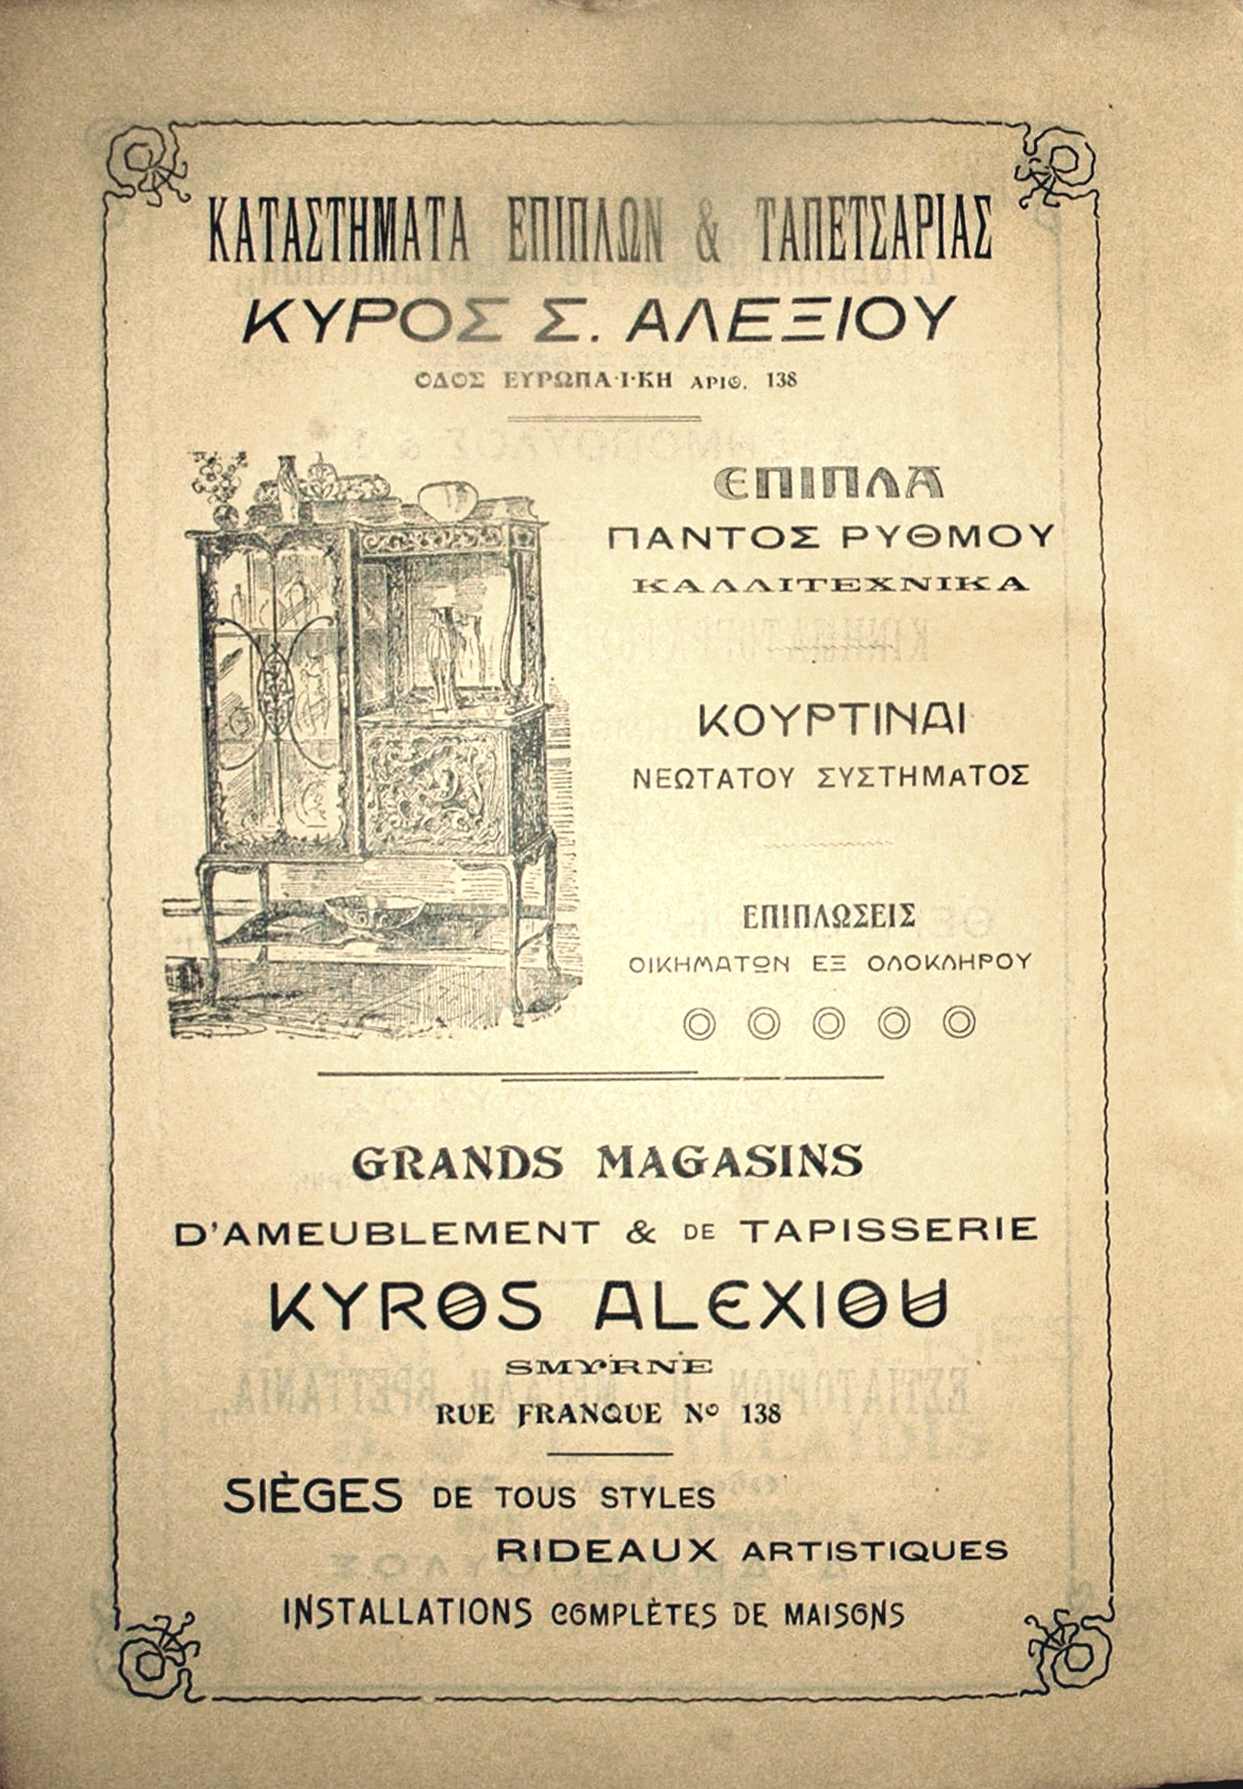 ΚΑΤΑΣΤΗΜΑΤΑ ΕΠΙΠΛΩΝ & ΤΑΠΕΤΣΑΡΙΑΣ
ΚΥΡΟΣ Σ. ΑΛΕΞΙΟΥ
ΟΔΟΣ ΕΥΡΩΠΑ·Ι·ΚΗ ΑΡΙΘ. 138
ΕΠΙΠΛΑ
ΠΑΝΤΟΣ ΡΥΘΜΟΥ
ΚΑΛΛΙΤΕΧΝΙΚΑ
ΚΟΥΡΤΙΝΑΙ
ΝΕΩΤΑΤΟΥ ΣΥΣΤΗΜΑΤΟΣ
ΕΠΙΠΛΩΣΕΙΣ
ΟΙΚΗΜΑΤΩΝ ΕΞ ΟΛΟΚΛΗΡΟΥ
GRANDS MAGASINS
D'AMEUBLEMENT & DE TAPISSERIE
KYROS ALEXIOU
SMYRNE
RUE FRANQUE Nº 138
SIÈGES DE TOUS STYLES
RIDEAUX ARTISTIQUES
INSTALLATIONS COMPLÈTES DE MAISONS